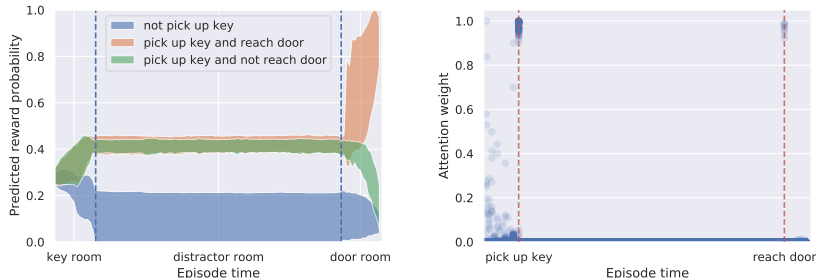 1.0
0.8
0.6
0.4
0.2
0.0
Predicted reward probability
not pick up key
pick up key and reach door
pick up key and not reach door
key room
distractor room
door room
Episode time
1.0
0.8
0.6
0.4
0.2
0.0
Attention weight
pick up key
reach door
Episode time